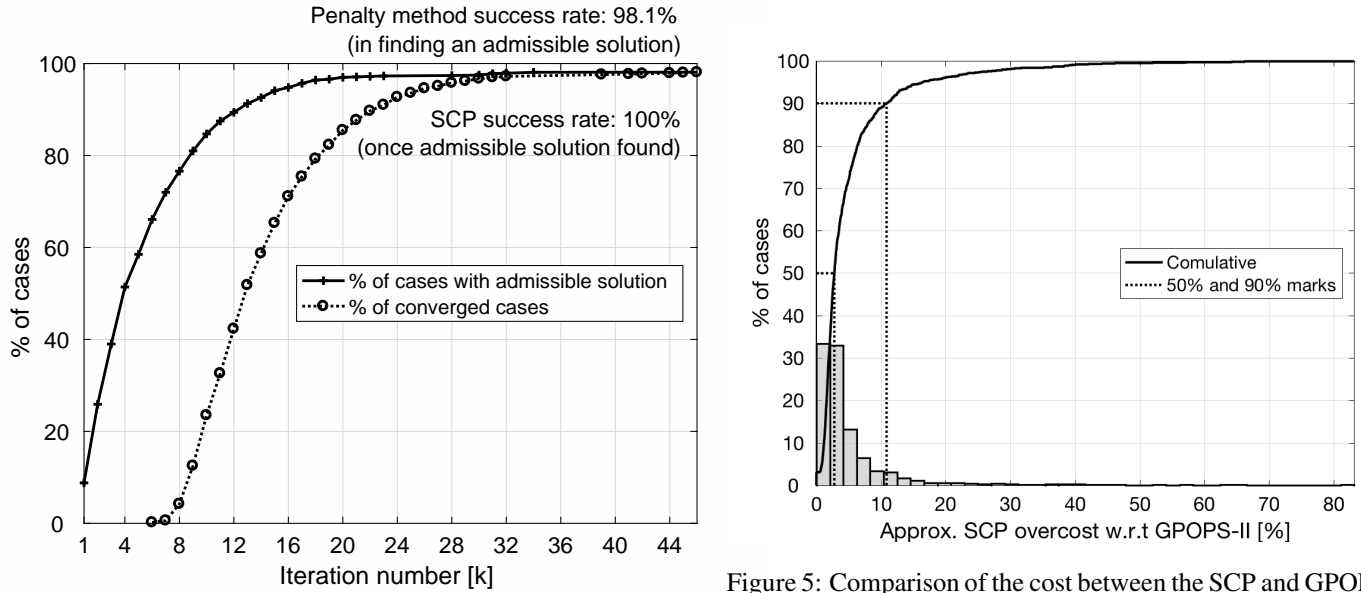 Penalty method success rate: 98.1%
(in finding an admissible solution)
100
80
60
40
20
0
% of cases
SCP success rate: 100%
(once admissible solution found)
% of cases with admissible solution
% of converged cases
1 4 8 12 16 20 24 28 32 36 40 44
Iteration number [k]
100
90
80
70
60
50
40
30
20
10
0
% of cases
Comulative
50% and 90% marks
0 10 20 30 40 50 60 70 80
Approx. SCP overcost w.r.t GPOPS-II [%]
Figure 5: Comparison of the cost between the SCP and